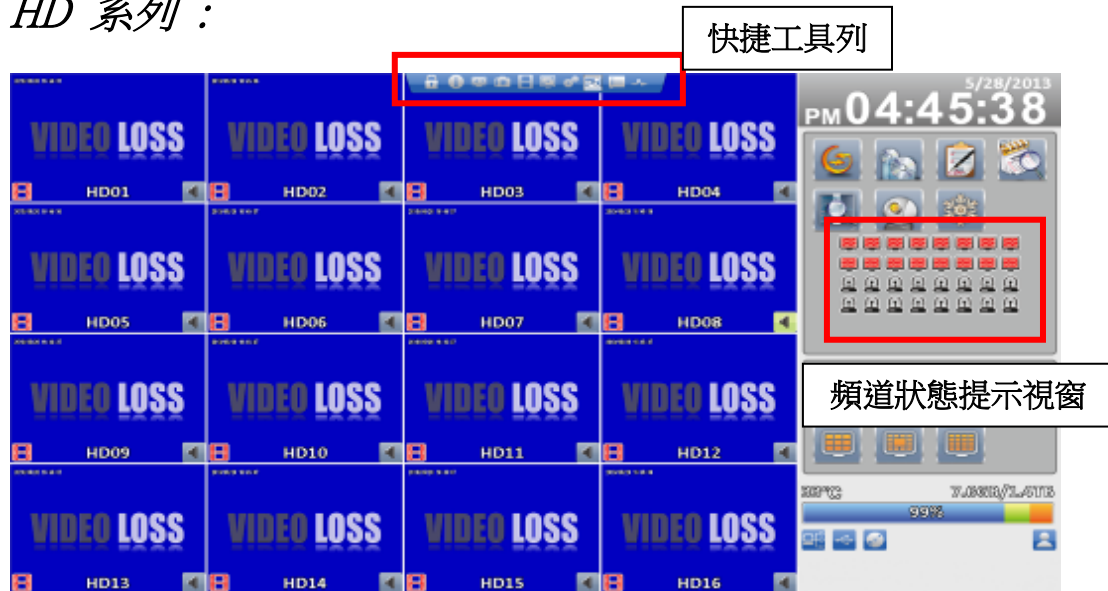 HD 系列：
快捷工具列
5/28/2013
PM 04:45:38
VIDEO LOSS VIDEO LOSS VIDEO LOSS VIDEO LOSS
HD01 HD02 HD03 HD04
VIDEO LOSS VIDEO LOSS VIDEO LOSS VIDEO LOSS
HD05 HD06 HD07 HD08
VIDEO LOSS VIDEO LOSS VIDEO LOSS VIDEO LOSS
頻道狀態提示視窗
HD09 HD10 HD11 HD12
VIDEO LOSS VIDEO LOSS VIDEO LOSS VIDEO LOSS
99%
HD13 HD14 HD15 HD16